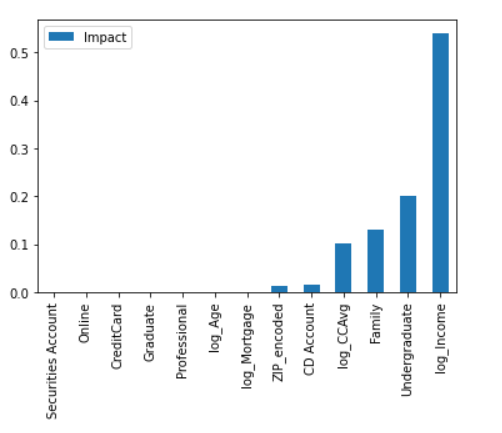 Impact
0.5
0.4
0.3
0.2
0.1
0.0
Securities Account
Online
CreditCard
Graduate
Professional
log_Age
log_Mortgage
ZIP_encoded
CD Account
log_CCAvg
Family
Undergraduate
log_Income